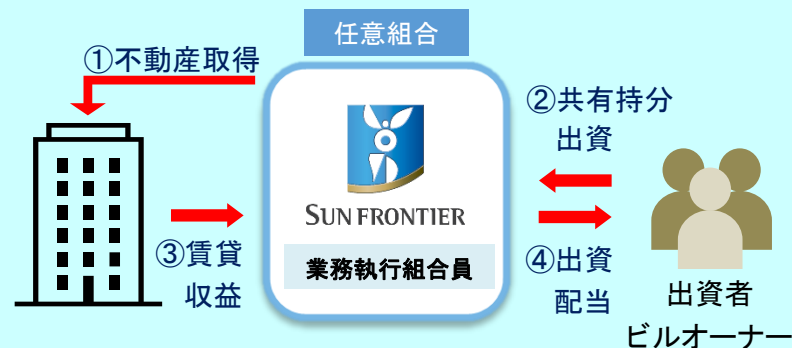 任意組合
①不動産取得
②共有持分
出資
SUN FRONTIER
③賃貸
収益
業務執行組合員
④出資
配当
出資者
ビルオーナー